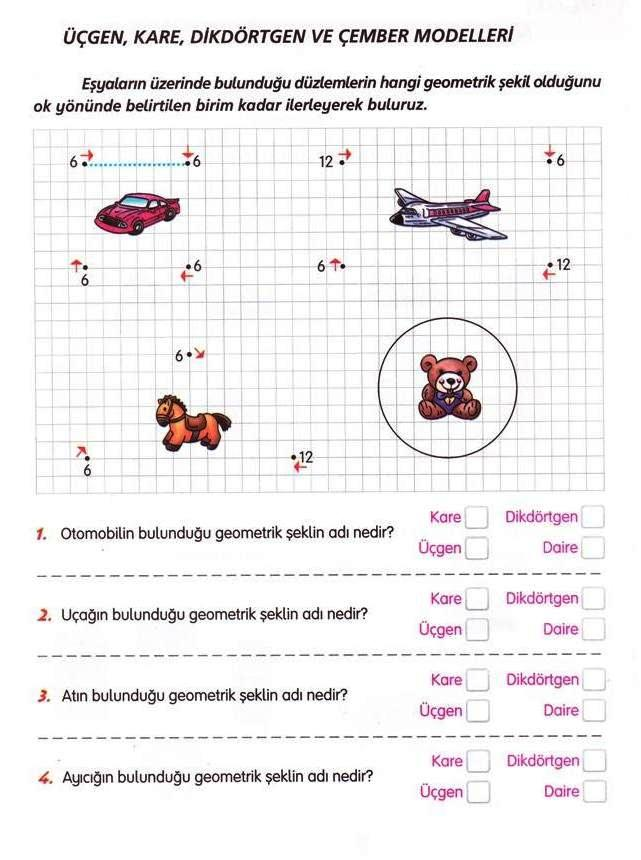 ÜÇGEN, KARE, DİKDÖRTGEN VE ÇEMBER MODELLERİ
Eşyaların üzerinde bulunduğu düzlemlerin hangi geometrik şekil olduğunu
ok yönünde belirtilen birim kadar ilerleyerek buluruz.
6 6 12 6
6 6 6 12
6
6 12
1. Otomobilin bulunduğu geometrik şeklin adı nedir?
Kare Dikdörtgen
Üçgen Daire
2. Uçağın bulunduğu geometrik şeklin adı nedir?
Kare Dikdörtgen
Üçgen Daire
3. Atın bulunduğu geometrik şeklin adı nedir?
Kare Dikdörtgen
Üçgen Daire
4. Ayıcığın bulunduğu geometrik şeklin adı nedir?
Kare Dikdörtgen
Üçgen Daire